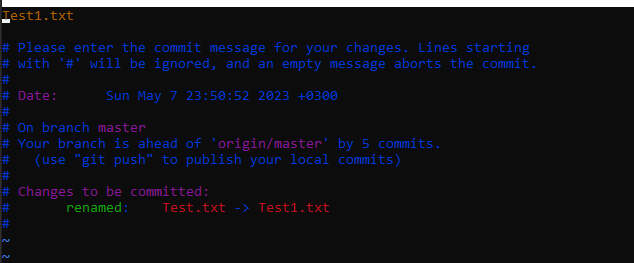 Test1.txt
# Please enter the commit message for your changes. Lines starting
# with '#' will be ignored, and an empty message aborts the commit.
#
# Date:      Sun May 7 23:50:52 2023 +0300
#
# On branch master
# Your branch is ahead of 'origin/master' by 5 commits.
#   (use "git push" to publish your local commits)
#
# Changes to be committed:
#       renamed:    Test.txt -> Test1.txt
#
~
~